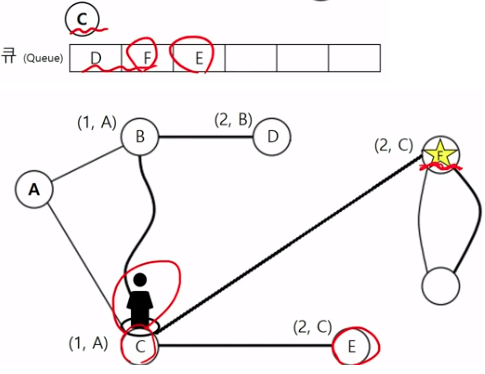 C
큐 (Queue) D F E
(1, A) B (2, B) D
(2, C) F
A
(2, C)
(1, A) C E